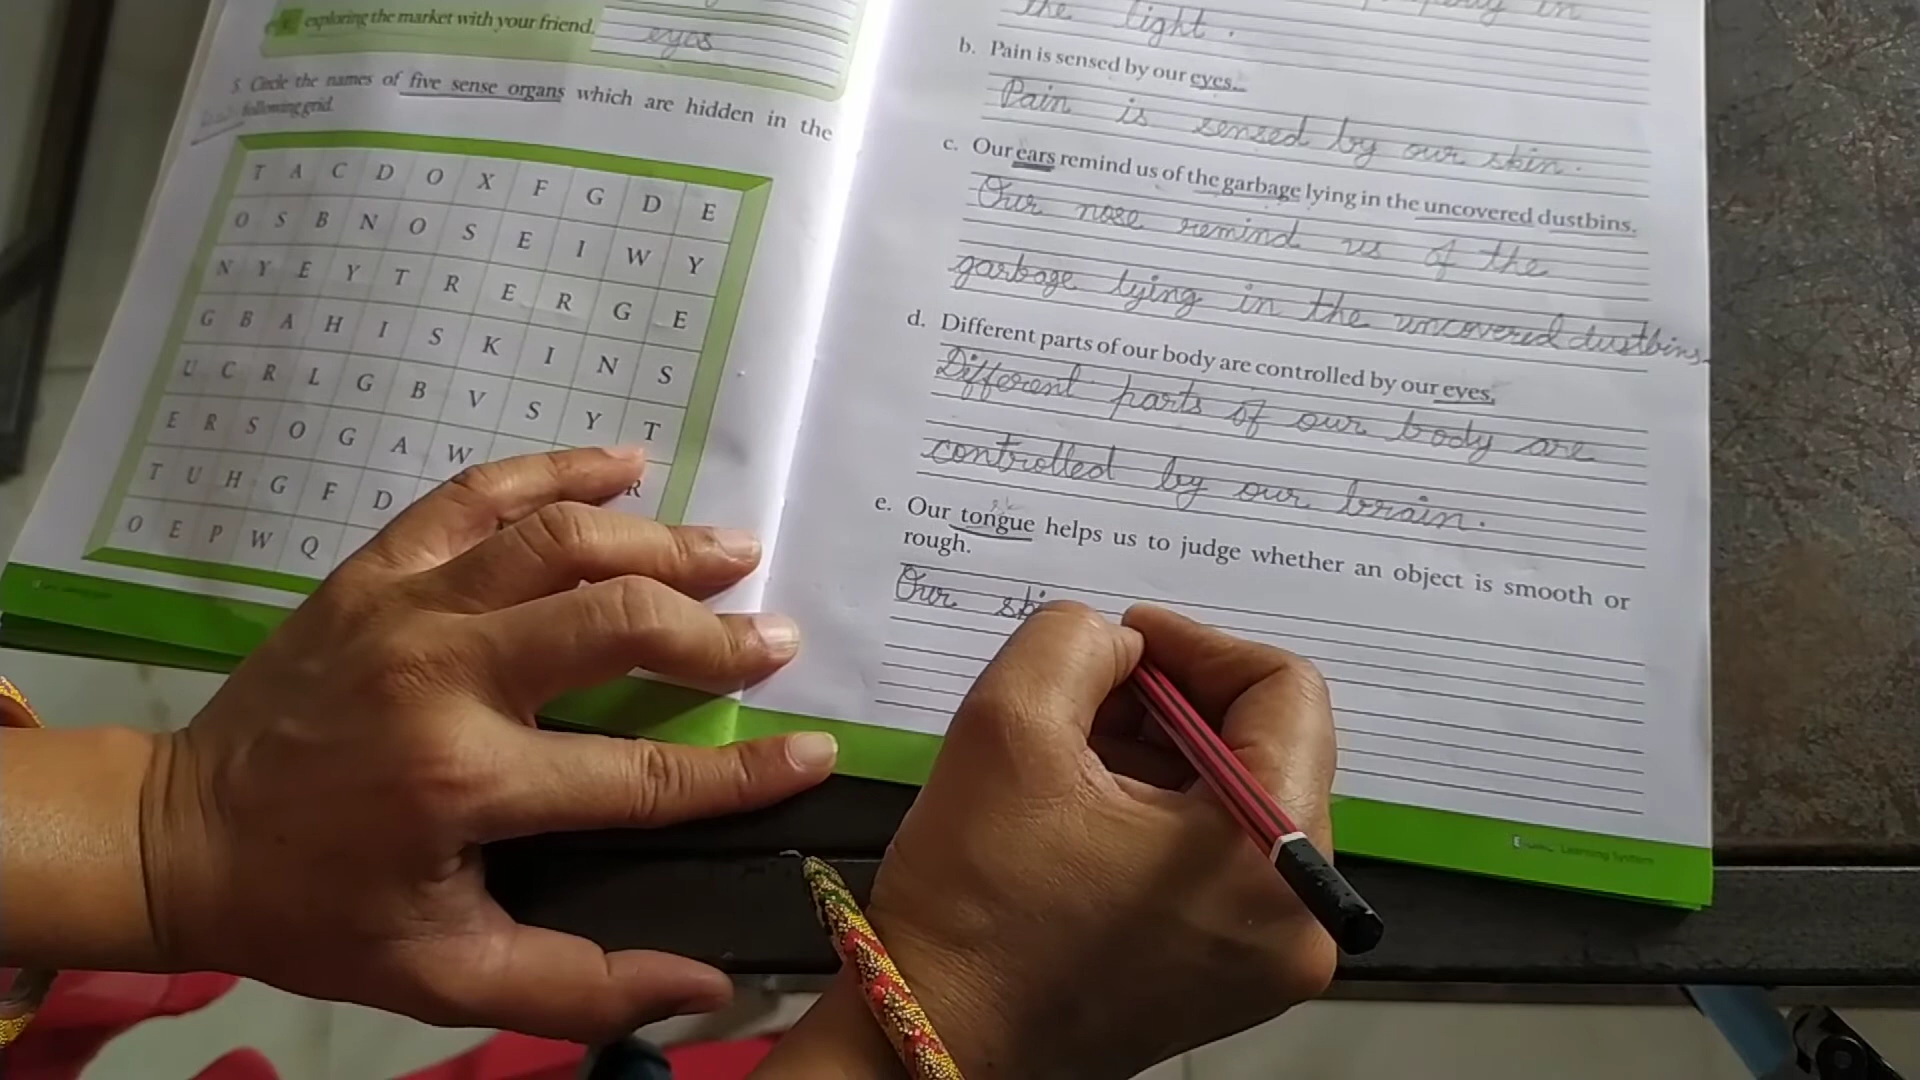 exploring the market with your friend.
eyes
5. Circle the names of five sense organs which are hidden in the
following grid.
T A C D O X F G D E
O S B N O S E I W Y
N Y E Y T R E R G E
G B A H I S K I N S
U C R L G B V S Y T
E R S O G A W
T U H G F D R
O E P W Q
the light.
b. Pain is sensed by our eyes.
Pain is sensed by our skin.
c. Our ears remind us of the garbage lying in the uncovered dustbins.
Our nose remind us of the
garbage lying in the uncovered dustbins.
d. Different parts of our body are controlled by our eyes.
Different parts of our body are
controlled by our brain.
e. Our tongue helps us to judge whether an object is smooth or
rough.
Our ski
Learning System